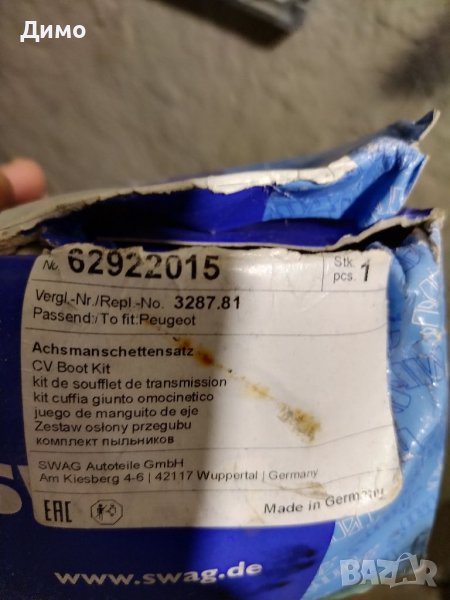 Димо
No. 62922015
Stk.
pcs. 1
Vergl.-Nr./Repl.-No. 3287.81
Passend:/To fit:Peugeot
Achsmanschettensatz
CV Boot Kit
kit de soufflet de transmission
kit cuffia giunto omocinetico
juego de manguito de eje
Zestaw osłony przegubu
комплект пыльников
SWAG Autoteile GmbH
Am Kiesberg 4-6 | 42117 Wuppertal | Germany
EAC
Made in Germany
www.swag.de
BAZAR